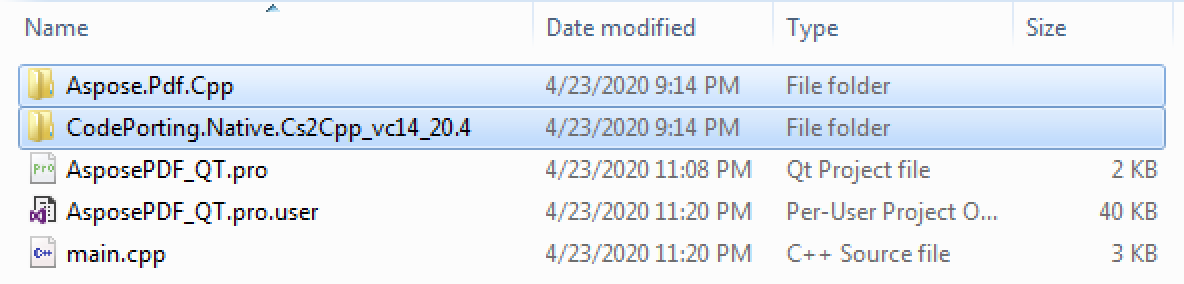 Name Date modified Type Size
Aspose.Pdf.Cpp 4/23/2020 9:14 PM File folder
CodePorting.Native.Cs2Cpp_vc14_20.4 4/23/2020 9:14 PM File folder
PRO AsposePDF_QT.pro 4/23/2020 11:08 PM Qt Project file 2 KB
AsposePDF_QT.pro.user 4/23/2020 11:20 PM Per-User Project O... 40 KB
C++ main.cpp 4/23/2020 11:20 PM C++ Source file 3 KB